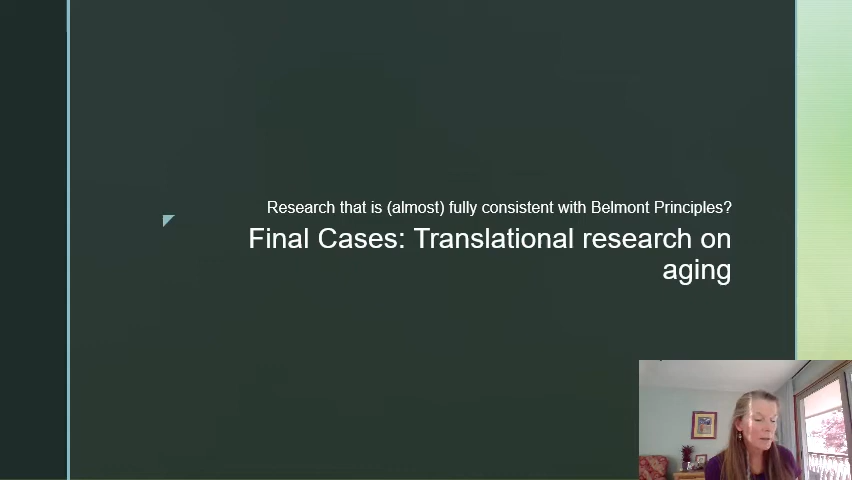 Research that is (almost) fully consistent with Belmont Principles?
Final Cases: Translational research on
aging